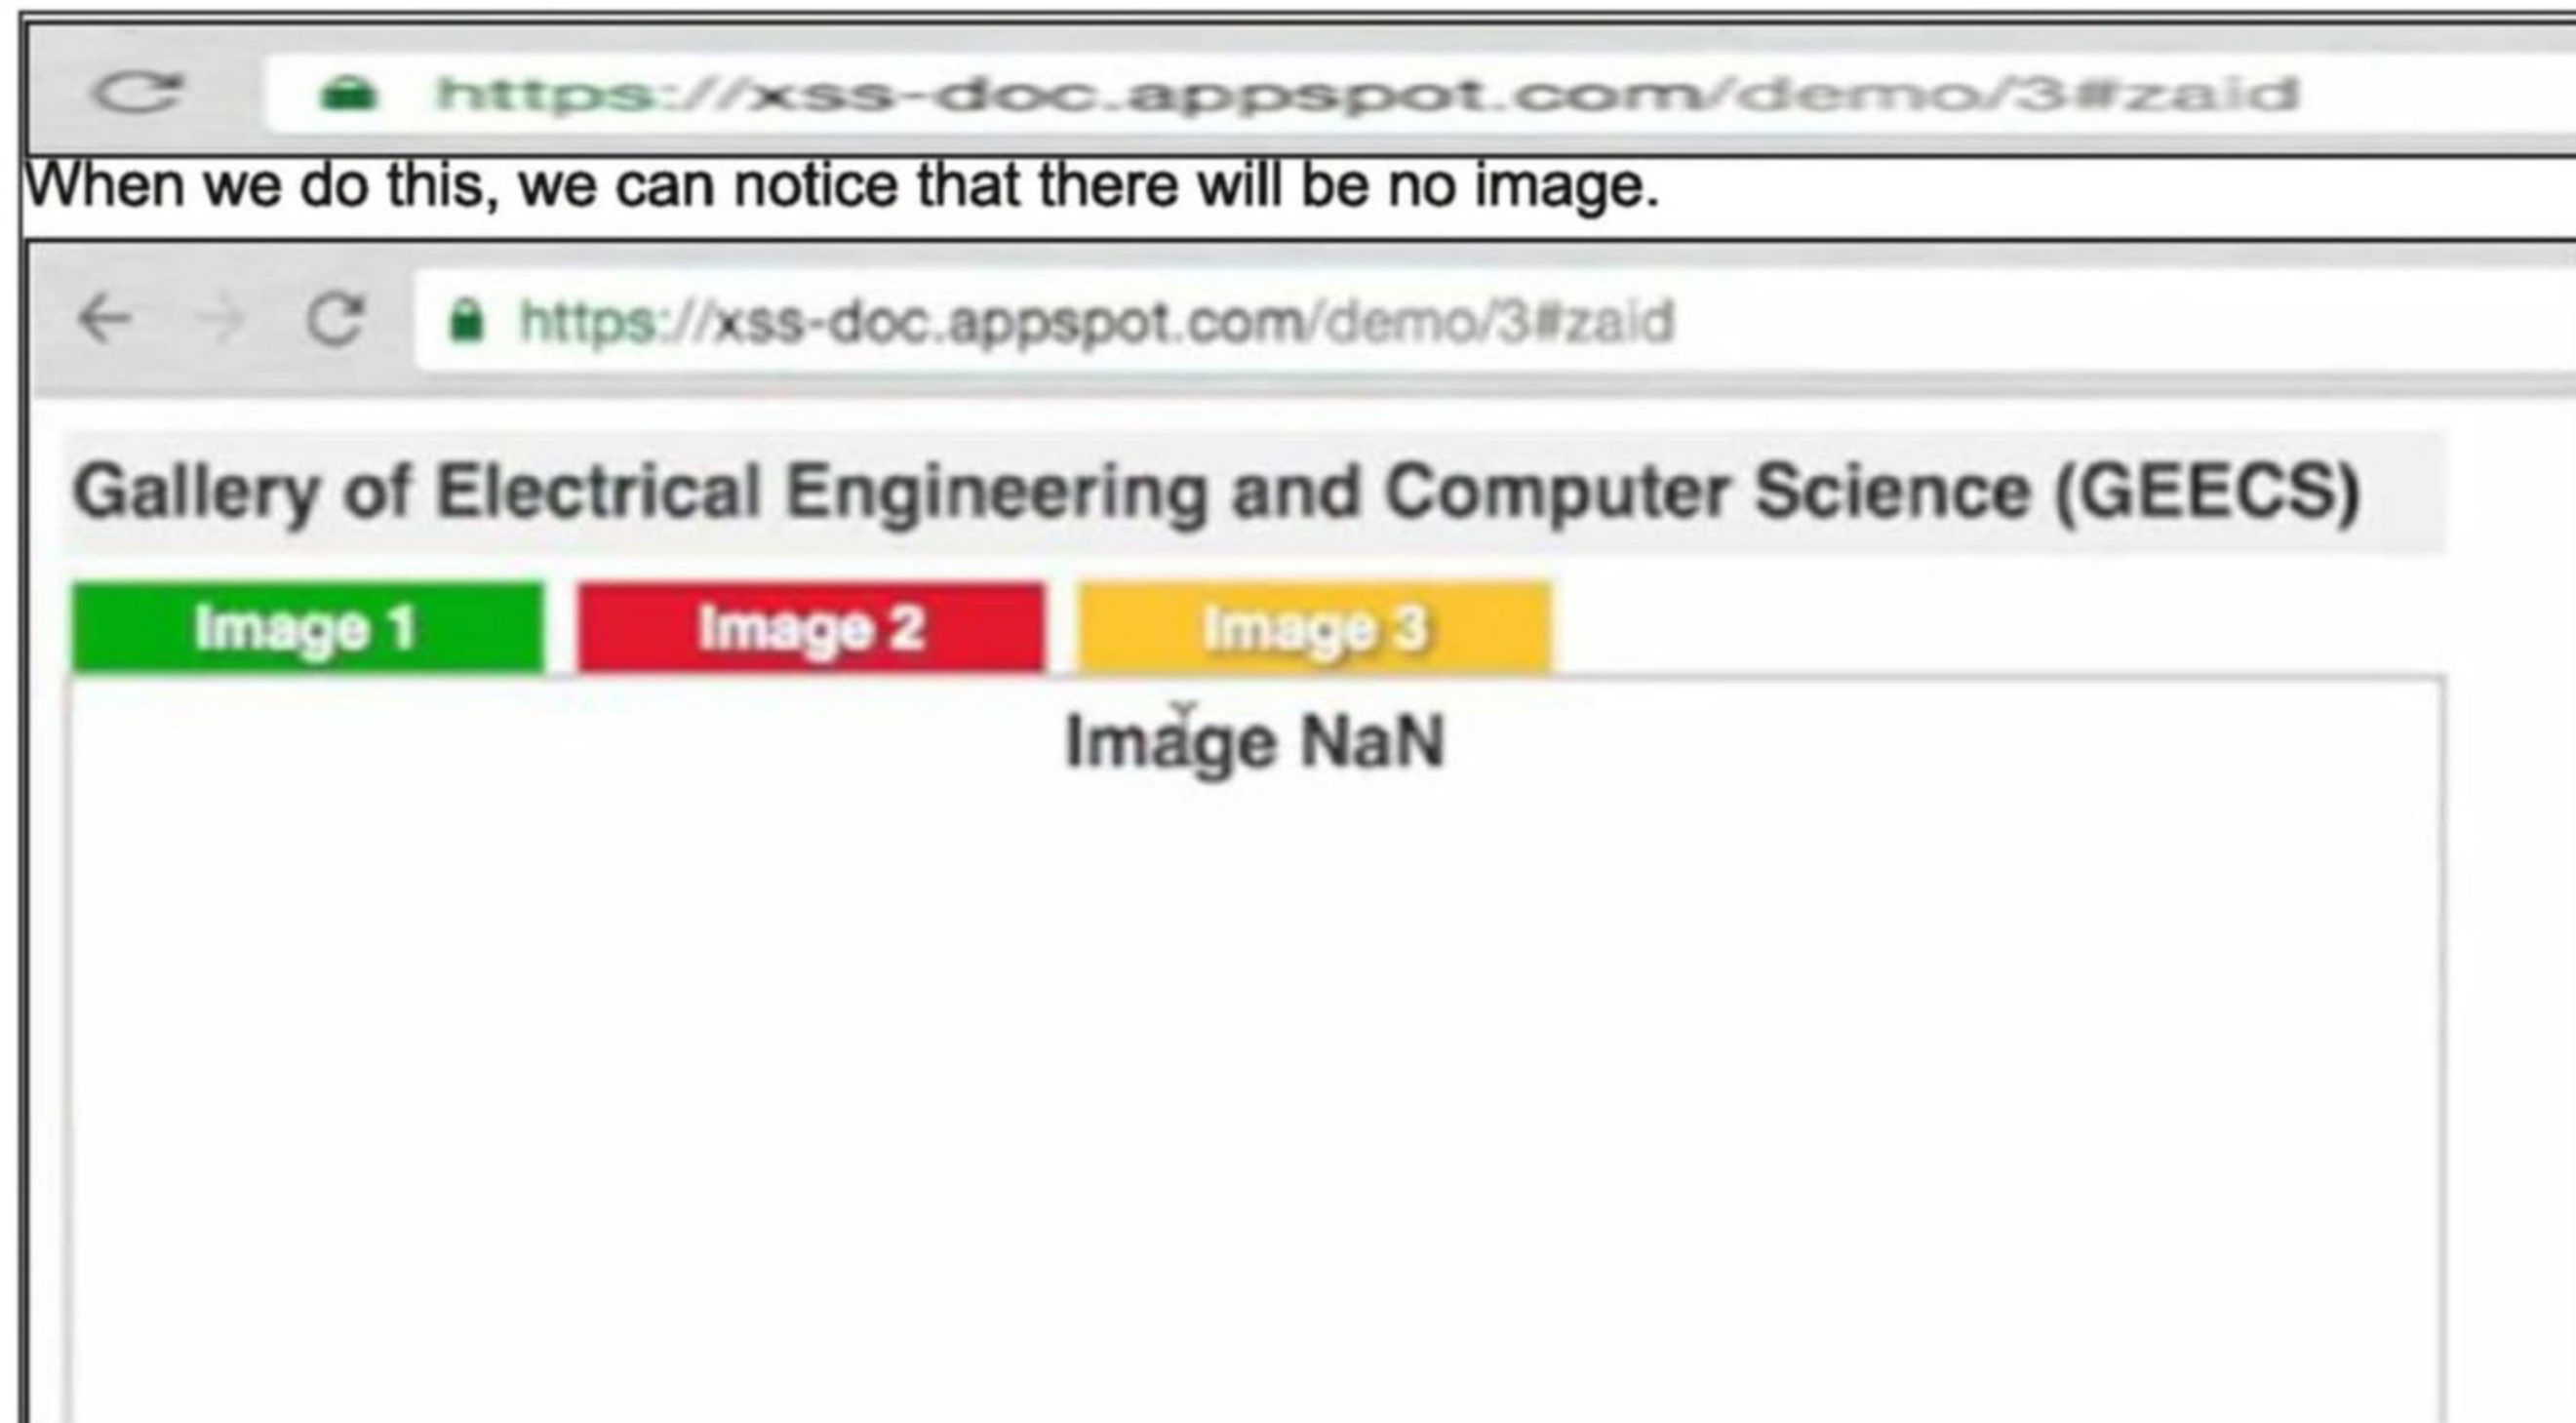 https://xss-doc.appspot.com/demo/3#zaid
When we do this, we can notice that there will be no image.
https://xss-doc.appspot.com/demo/3#zaid
Gallery of Electrical Engineering and Computer Science (GEECS)
Image 1 Image 2 Image 3
Image NaN